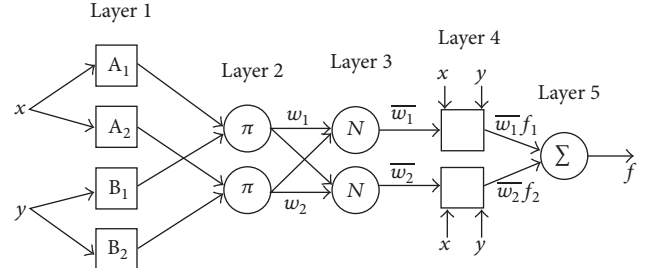 Layer 1
Layer 2
Layer 3
Layer 4
Layer 5
x
y
A₁
A₂
B₁
B₂
π
π
w₁
w₂
N
N
w̅₁
w̅₂
x y
x y
w̅₁f₁
w̅₂f₂
Σ
f